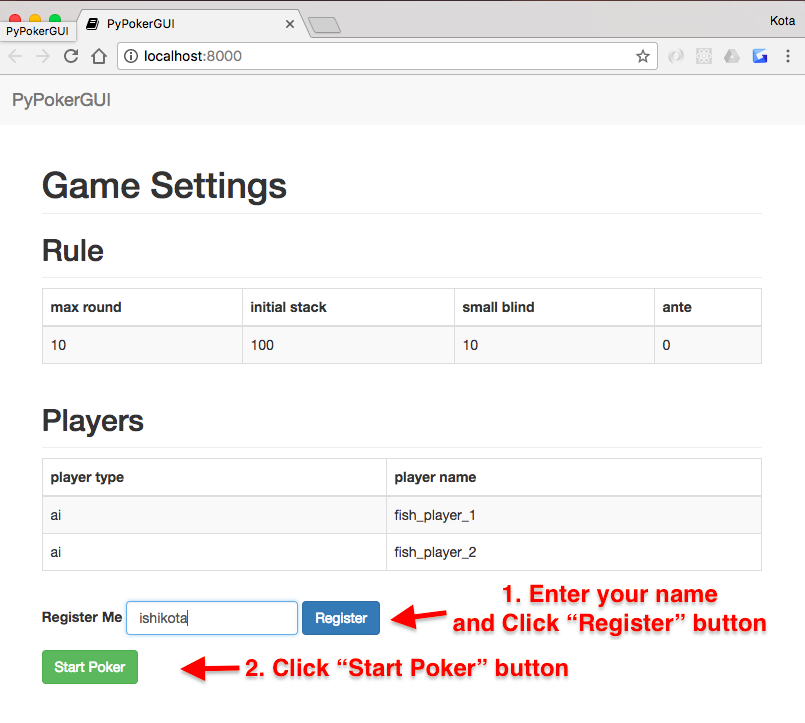 PyPokerGUI
Kota
PyPokerGUI
localhost:8000
PyPokerGUI
Game Settings
Rule
max round initial stack small blind ante
10 100 10 0
Players
player type player name
ai fish_player_1
ai fish_player_2
1. Enter your name
and Click “Register” button
Register Me ishikota Register
Start Poker
2. Click “Start Poker” button